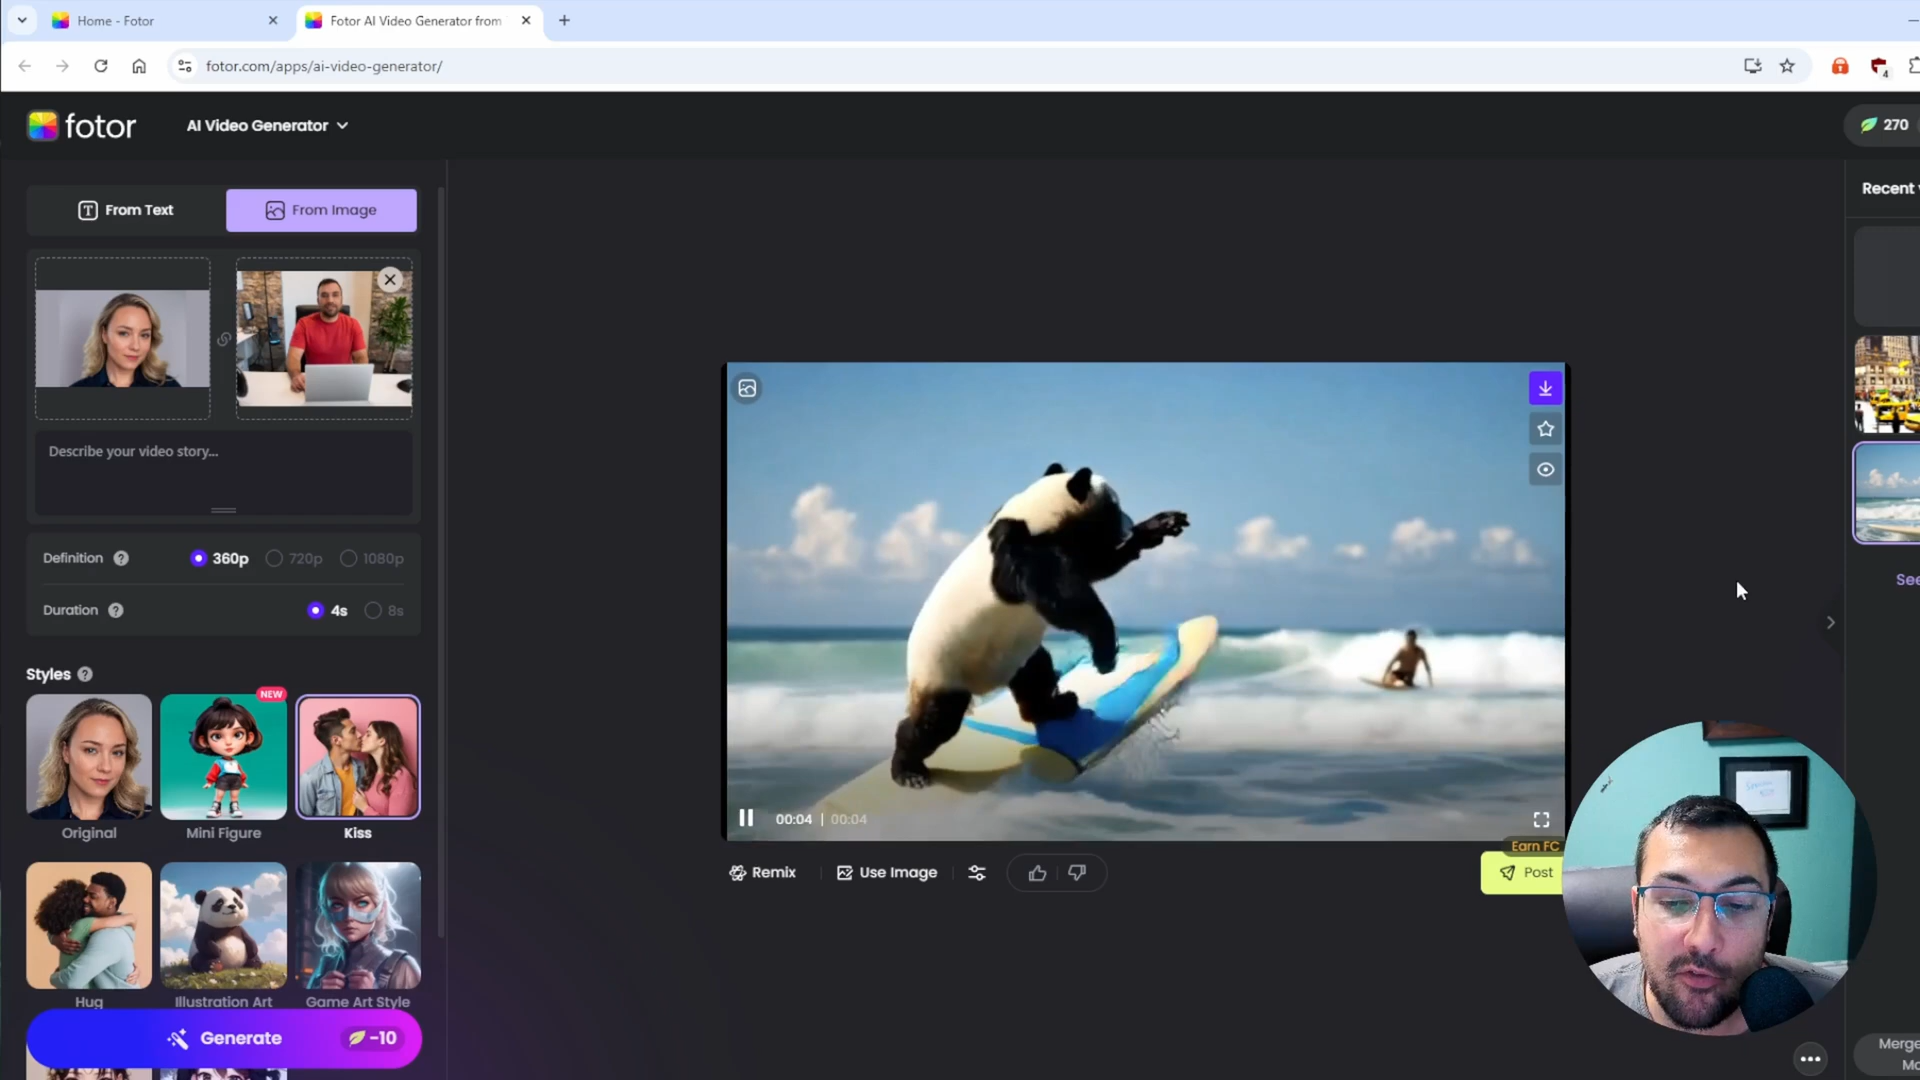 Home - Fotor
Fotor AI Video Generator from
fotor.com/apps/ai-video-generator/
4
fotor
AI Video Generator
270
From Text
From Image
Recent
Describe your video story...
Definition
360p
720p
1080p
Duration
4s
8s
See
Styles
NEW
Original
Mini Figure
Kiss
00:04 | 00:04
Earn FC
Remix
Use Image
Post
Hug
Illustration Art
Game Art Style
Generate
-10
Merge